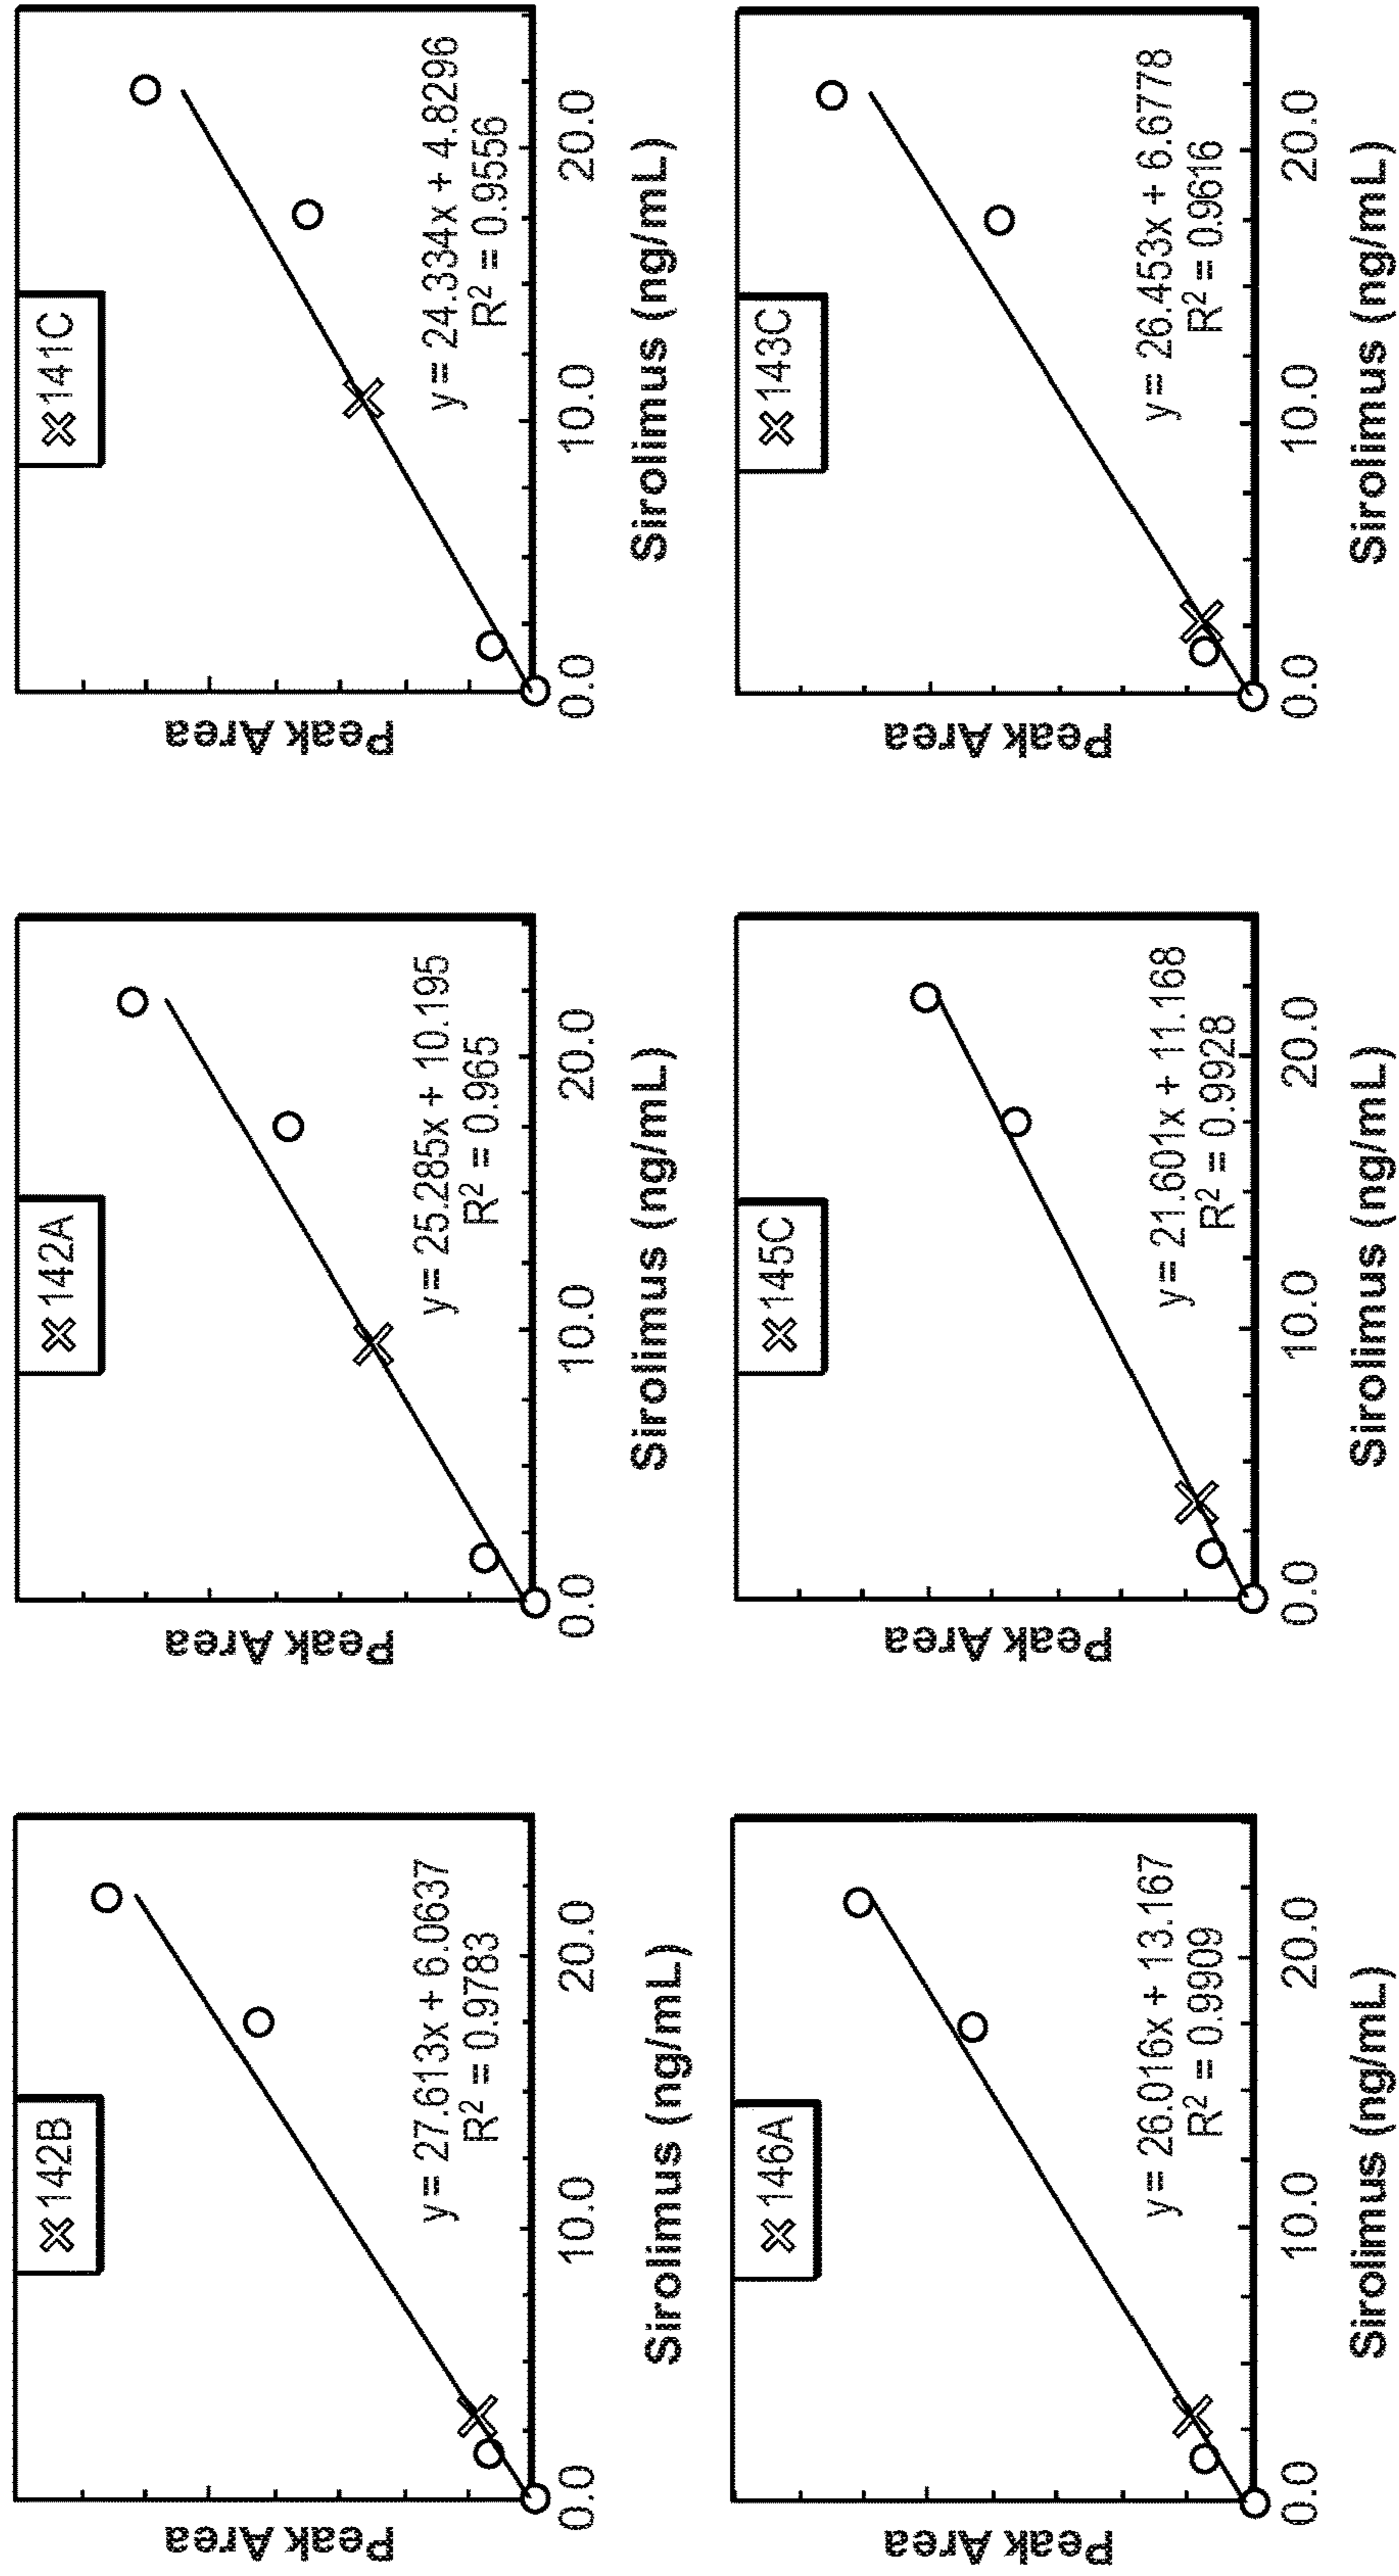 Peak Area
142B
y = 27.613x + 6.0637
R² = 0.9783
0.0 10.0 20.0
Sirolimus (ng/mL)
Peak Area
142A
y = 25.285x + 10.195
R² = 0.965
0.0 10.0 20.0
Sirolimus (ng/mL)
Peak Area
141C
y = 24.334x + 4.8296
R² = 0.9556
0.0 10.0 20.0
Sirolimus (ng/mL)
Peak Area
146A
y = 26.016x + 13.167
R² = 0.9909
0.0 10.0 20.0
Sirolimus (ng/mL)
Peak Area
145C
y = 21.601x + 11.168
R² = 0.9928
0.0 10.0 20.0
Sirolimus (ng/mL)
Peak Area
143C
y = 26.453x + 6.6778
R² = 0.9616
0.0 10.0 20.0
Sirolimus (ng/mL)